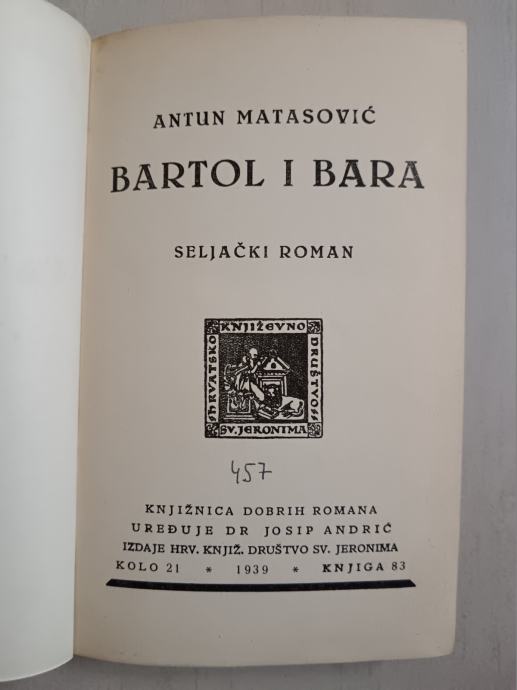 ANTUN MATASOVIĆ
BARTOL I BARA
SELJAČKI ROMAN
HRVATSKO
KNJIŽEVNO
DRUŠTVO
SV. JERONIMA
457
KNJIŽNICA DOBRIH ROMANA
UREĐUJE DR JOSIP ANDRIĆ
IZDAJE HRV. KNJIŽ. DRUŠTVO SV. JERONIMA
KOLO 21 * 1939 * KNJIGA 83